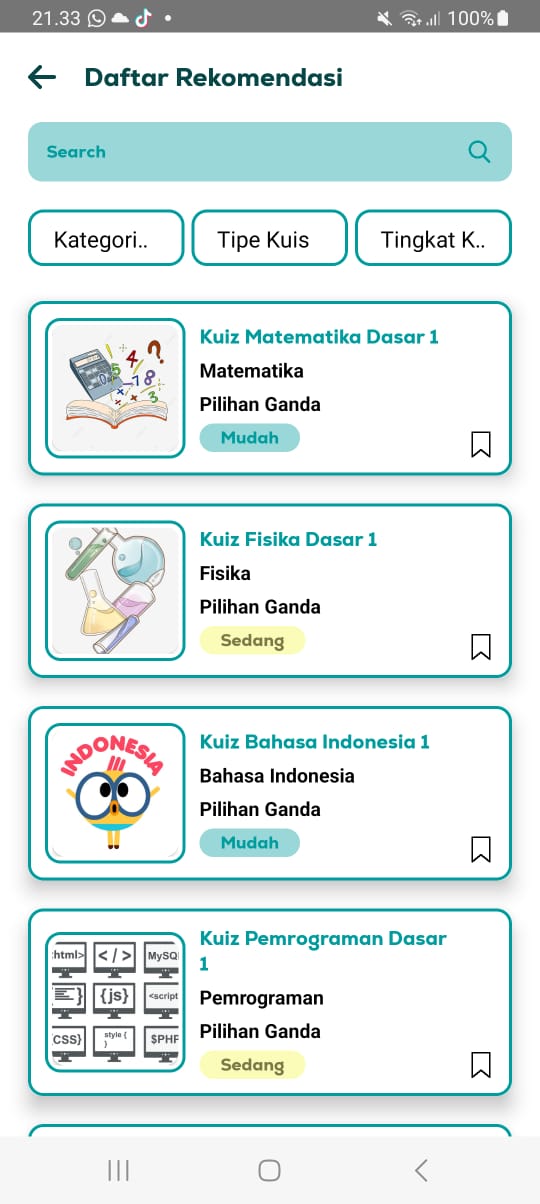 21.33
100%
Daftar Rekomendasi
Search
Kategori..
Tipe Kuis
Tingkat K..
Kuiz Matematika Dasar 1
Matematika
Pilihan Ganda
Mudah
Kuiz Fisika Dasar 1
Fisika
Pilihan Ganda
Sedang
INDONESIA
Kuiz Bahasa Indonesia 1
Bahasa Indonesia
Pilihan Ganda
Mudah
html> </> MySQ
} {js} <script
CSS} style { } $PHP
Kuiz Pemrograman Dasar
1
Pemrograman
Pilihan Ganda
Sedang